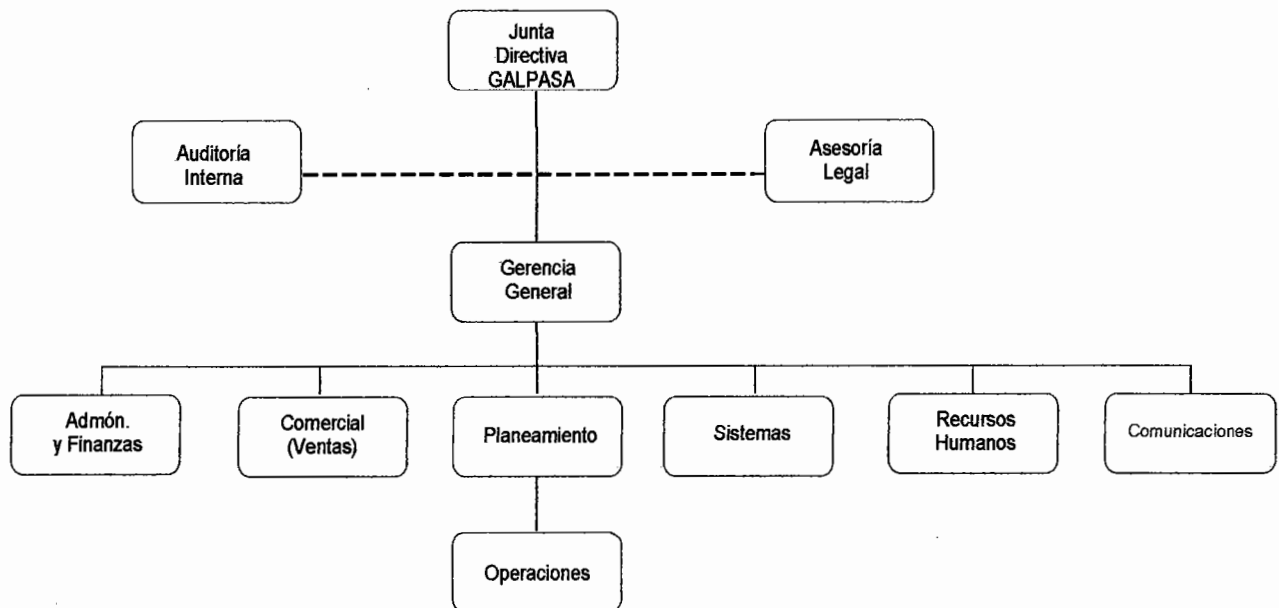 Junta
Directiva
GALPASA
Auditoría
Interna
Asesoría
Legal
Gerencia
General
Admón.
y Finanzas
Comercial
(Ventas)
Planeamiento
Sistemas
Recursos
Humanos
Comunicaciones
Operaciones